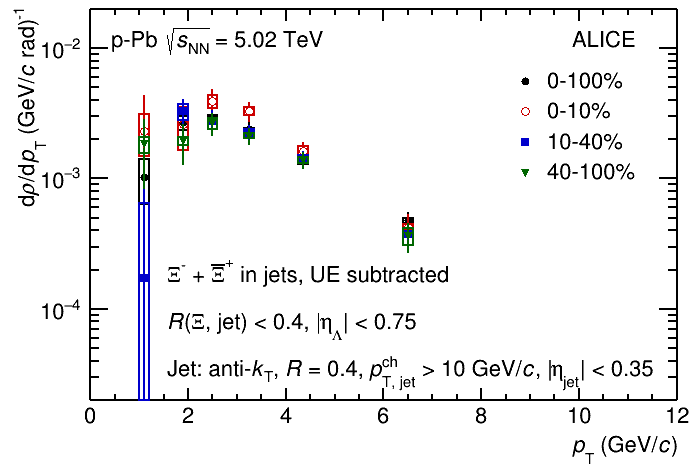 p-Pb √s_NN = 5.02 TeV
ALICE
0-100%
0-10%
10-40%
40-100%
Ξ⁻ + Ξ̅⁺ in jets, UE subtracted
R(Ξ, jet) < 0.4, |η_Λ| < 0.75
Jet: anti-k_T, R = 0.4, p_T, jet^ch > 10 GeV/c, |η_jet| < 0.35
dρ/dp_T (GeV/c rad)⁻¹
10⁻²
10⁻³
10⁻⁴
0 2 4 6 8 10 12
p_T (GeV/c)